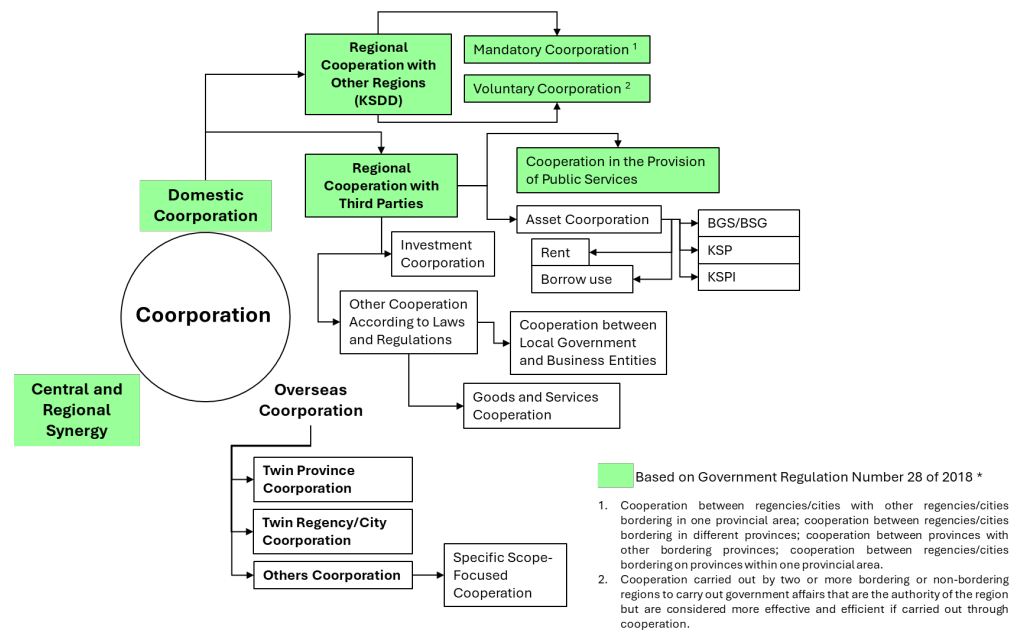 Regional
Cooperation with
Other Regions
(KSDD)
Mandatory Coorporation ¹
Voluntary Coorporation ²
Regional
Cooperation with
Third Parties
Cooperation in the Provision
of Public Services
Domestic
Coorporation
Asset Coorporation
BGS/BSG
KSP
KSPI
Rent
Borrow use
Investment
Coorporation
Coorporation
Other Cooperation
According to Laws
and Regulations
Cooperation between
Local Government
and Business Entities
Goods and Services
Cooperation
Central and
Regional
Synergy
Overseas
Coorporation
Twin Province
Coorporation
Twin Regency/City
Coorporation
Others Coorporation
Specific Scope-
Focused
Cooperation
Based on Government Regulation Number 28 of 2018 *
1. Cooperation between regencies/cities with other regencies/cities
bordering in one provincial area; cooperation between regencies/cities
bordering in different provinces; cooperation between provinces with
other bordering provinces; cooperation between regencies/cities
bordering on provinces within one provincial area.
2. Cooperation carried out by two or more bordering or non-bordering
regions to carry out government affairs that are the authority of the region
but are considered more effective and efficient if carried out through
cooperation.